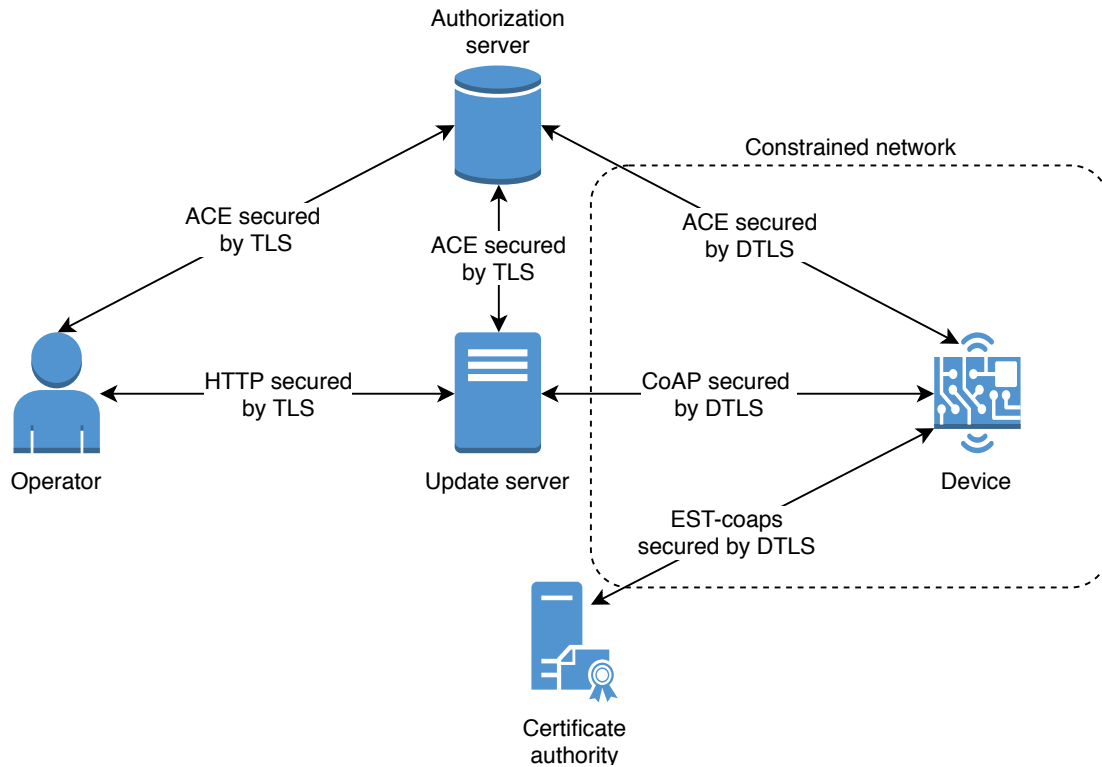 Authorization
server
Constrained network
ACE secured
by TLS
ACE secured
by TLS
ACE secured
by DTLS
HTTP secured
by TLS
CoAP secured
by DTLS
Operator
Update server
Device
EST-coaps
secured by DTLS
Certificate
authority